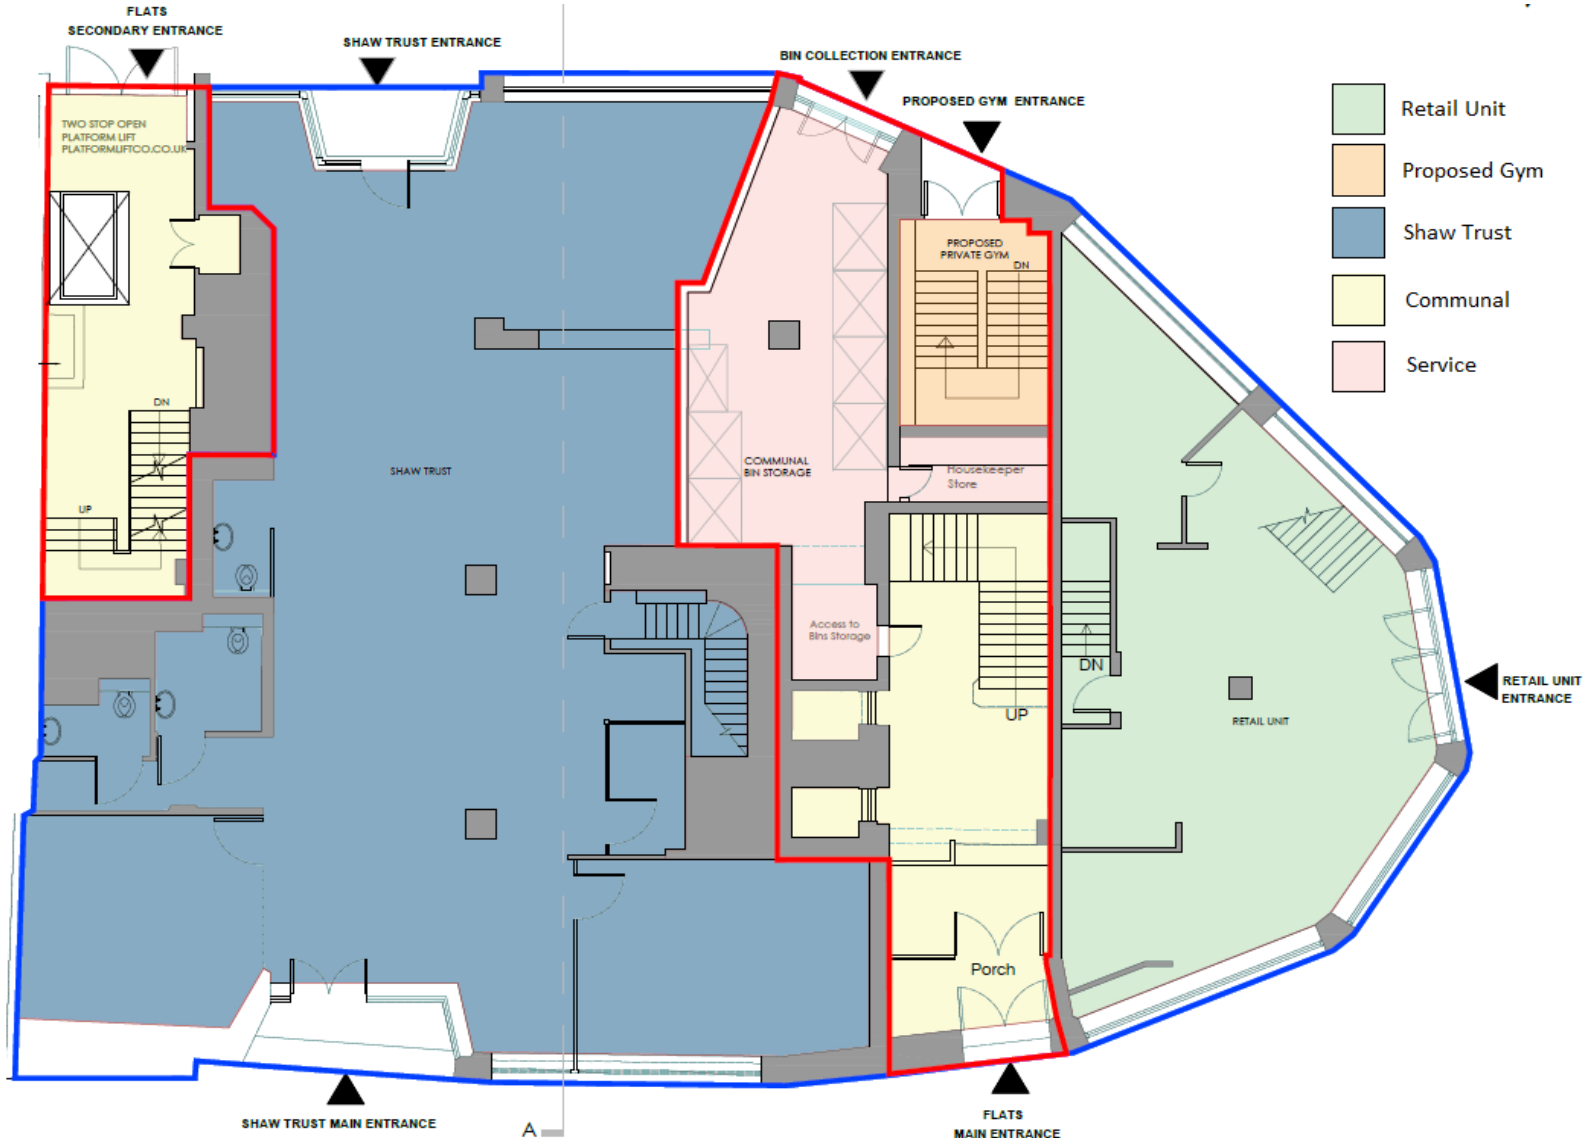 FLATS
SECONDARY ENTRANCE
SHAW TRUST ENTRANCE
BIN COLLECTION ENTRANCE
PROPOSED GYM ENTRANCE
Retail Unit
Proposed Gym
Shaw Trust
Communal
Service
TWO STOP OPEN
PLATFORM LIFT
PLATFORMLIFTCO.CO.UK
PROPOSED
PRIVATE GYM
DN
DN
SHAW TRUST
COMMUNAL
BIN STORAGE
Housekeeper
Store
UP
Access to
Bins Storage
DN
UP
RETAIL UNIT
RETAIL UNIT
ENTRANCE
Porch
SHAW TRUST MAIN ENTRANCE
FLATS
MAIN ENTRANCE
A